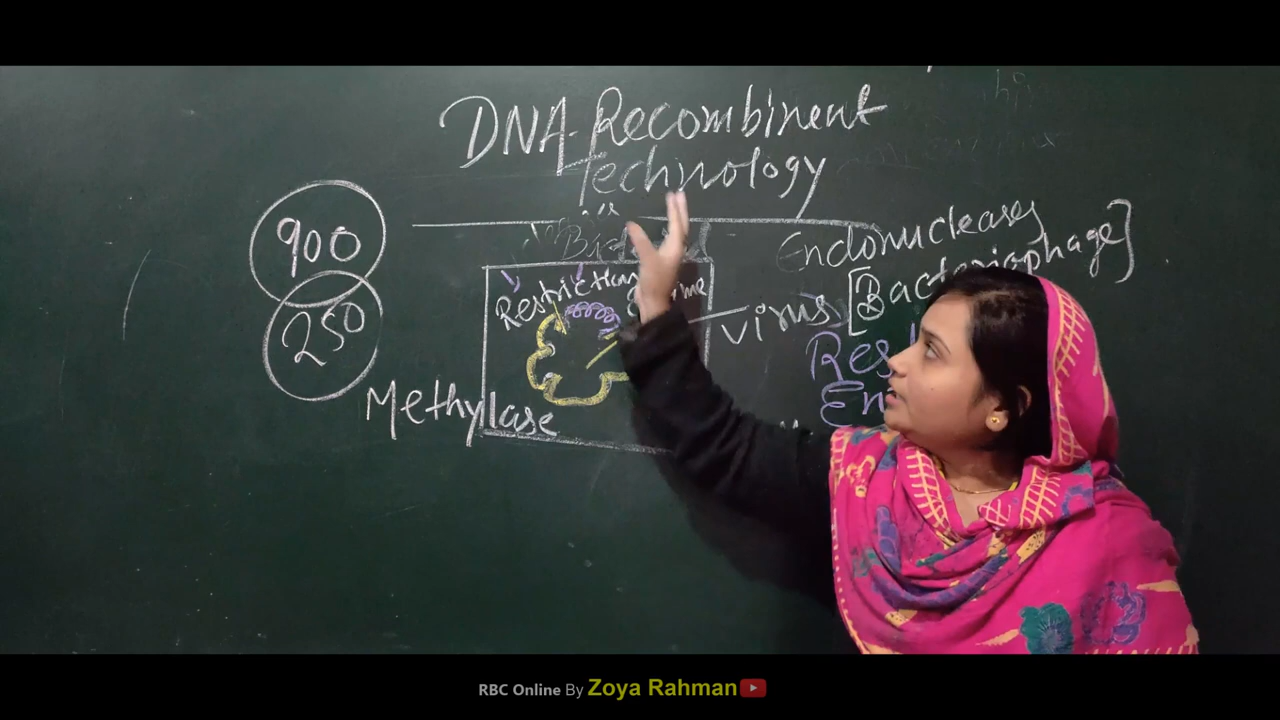 DNA Recombinent
Technology
900
250
Endonucleases
[Bacteriophage]
Restriction
Virus
Methylase
RBC Online By Zoya Rahman